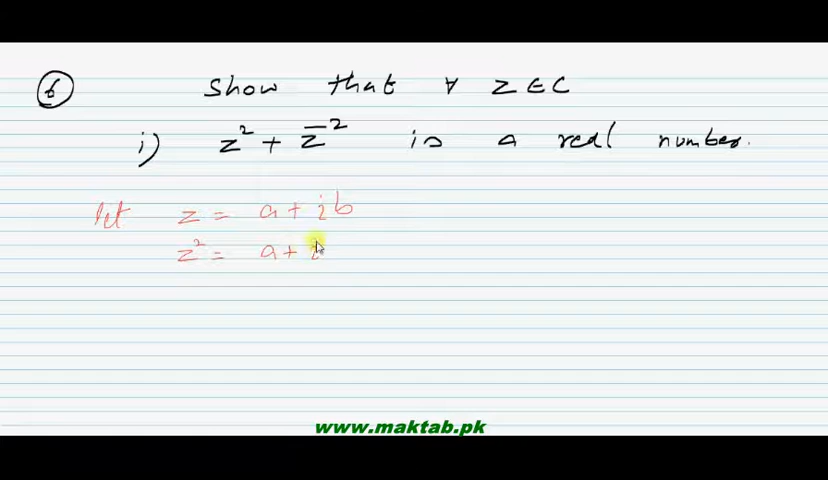 6 Show that ∀ Z ∈ C
i) z² + z̅² is a real number.
let z = a + ib
z² = a + i
www.maktab.pk